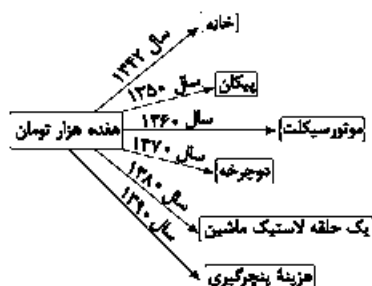 خانه
سال ۱۳۴۲
پیکان
سال ۱۳۵۰
هفده هزار تومان
سال ۱۳۶۰
موتورسیکلت
سال ۱۳۷۰
دوچرخه
سال ۱۳۸۰
یک حلقه لاستیک ماشین
سال ۱۳۹۰
هزینهٔ پنچرگیری